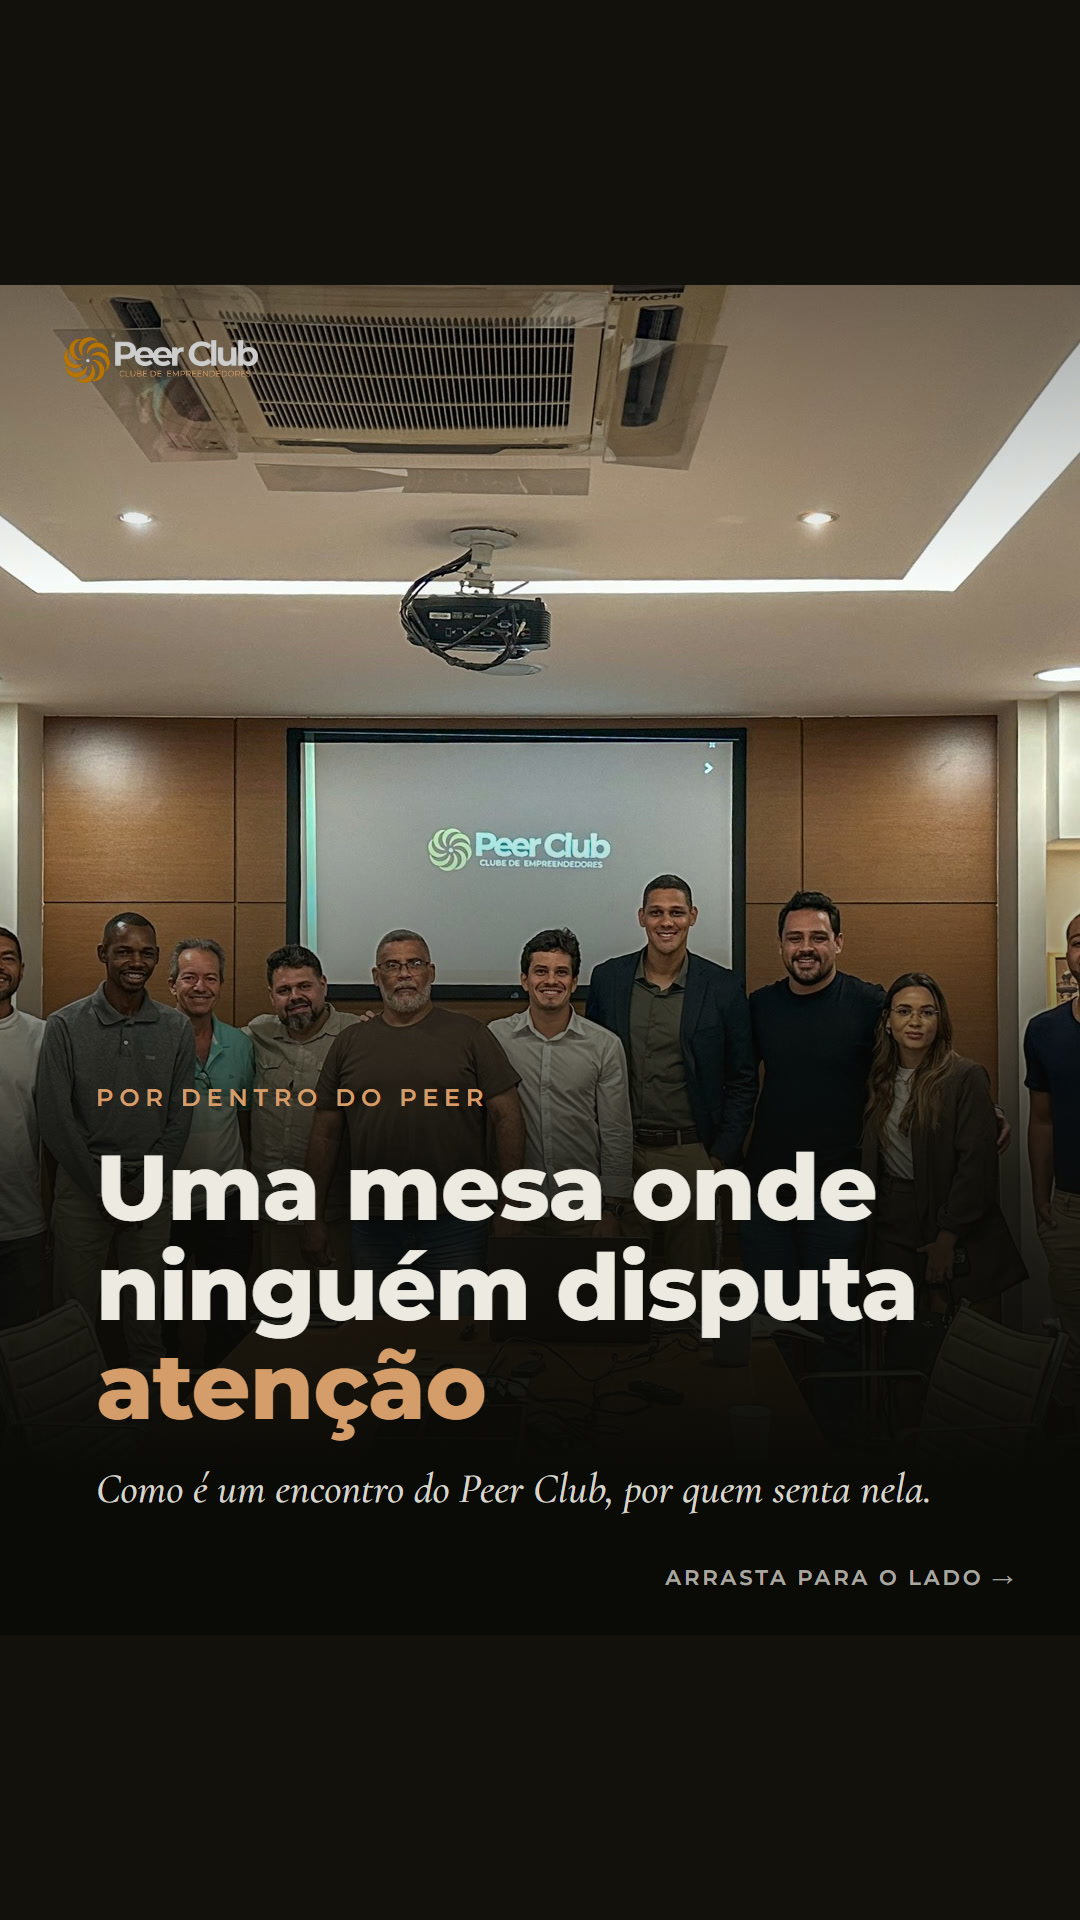 HITACHI
Peer Club
CLUBE DE EMPREENDEDORES
Peer Club
CLUBE DE EMPREENDEDORES
POR DENTRO DO PEER
Uma mesa onde
ninguém disputa
atenção
Como é um encontro do Peer Club, por quem senta nela.
ARRASTA PARA O LADO →